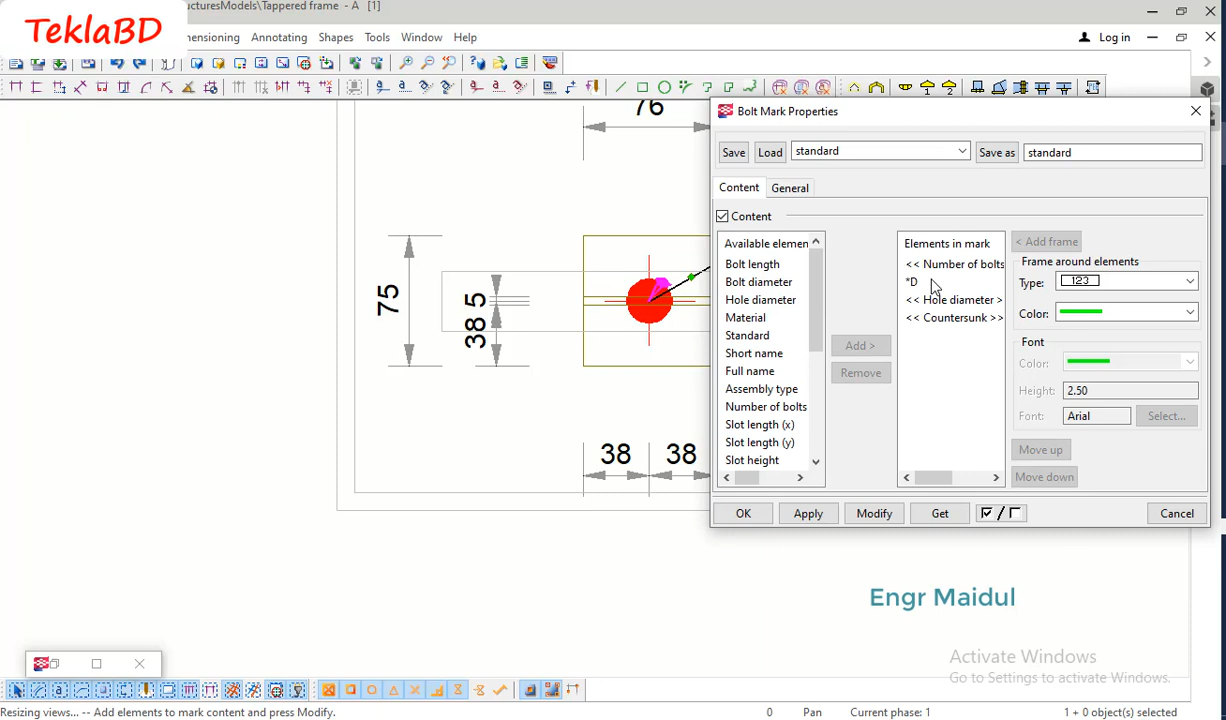 TeklaBD
ucturesModels\Tappered frame - A [1]
ensioning Annotating Shapes Tools Window Help
Log in
76
75
38 5
38 38
Bolt Mark Properties
Save Load standard Save as standard
Content General
Content
Available elemen
Bolt length
Bolt diameter
Hole diameter
Material
Standard
Short name
Full name
Assembly type
Number of bolts
Slot length (x)
Slot length (y)
Slot height
Add >
Remove
Elements in mark
<< Number of bolts
*D
<< Hole diameter >
<< Countersunk >>
< Add frame
Frame around elements
Type: 123
Color:
Font
Color:
Height: 2.50
Font: Arial Select...
Move up
Move down
OK Apply Modify Get Cancel
Engr Maidul
Activate Windows
Go to Settings to activate Windows.
Resizing views... -- Add elements to mark content and press Modify. 0 Pan Current phase: 1 1 + 0 object(s) selected